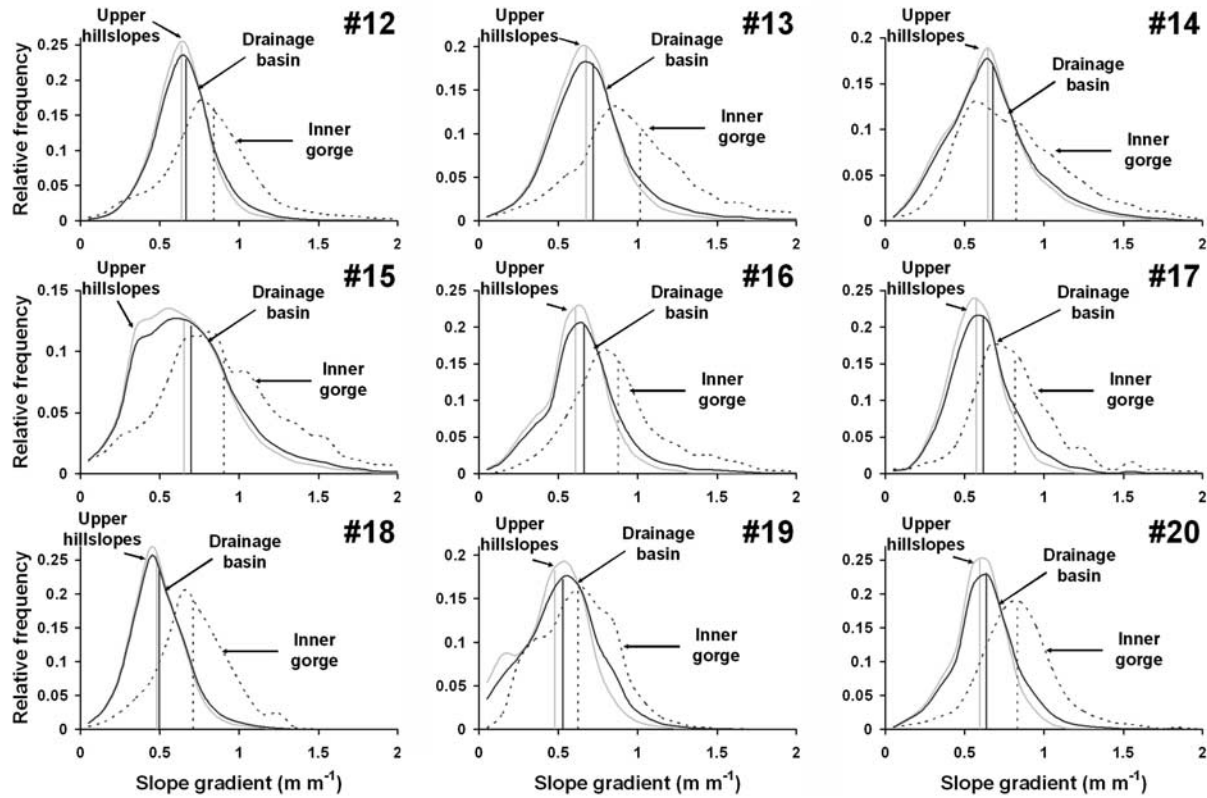 Upper
hillslopes
#12
Drainage
basin
Inner
gorge
Relative frequency
0.25
0.2
0.15
0.1
0.05
0
0 0.5 1 1.5 2
Upper
hillslopes
#13
Drainage
basin
Inner
gorge
0.2
0.15
0.1
0.05
0
0 0.5 1 1.5 2
Upper
hillslopes
#14
Drainage
basin
Inner
gorge
0.2
0.15
0.1
0.05
0
0 0.5 1 1.5 2
Upper
hillslopes
#15
Drainage
basin
Inner
gorge
Relative frequency
0.15
0.1
0.05
0
0 0.5 1 1.5 2
Upper
hillslopes
#16
Drainage
basin
Inner
gorge
0.25
0.2
0.15
0.1
0.05
0
0 0.5 1 1.5 2
Upper
hillslopes
#17
Drainage
basin
Inner
gorge
0.25
0.2
0.15
0.1
0.05
0
0 0.5 1 1.5 2
Upper
hillslopes
#18
Drainage
basin
Inner
gorge
Relative frequency
0.25
0.2
0.15
0.1
0.05
0
0 0.5 1 1.5 2
Slope gradient (m m⁻¹)
Upper
hillslopes
#19
Drainage
basin
Inner
gorge
0.2
0.15
0.1
0.05
0
0 0.5 1 1.5 2
Slope gradient (m m⁻¹)
Upper
hillslopes
#20
Drainage
basin
Inner
gorge
0.25
0.2
0.15
0.1
0.05
0
0 0.5 1 1.5 2
Slope gradient (m m⁻¹)